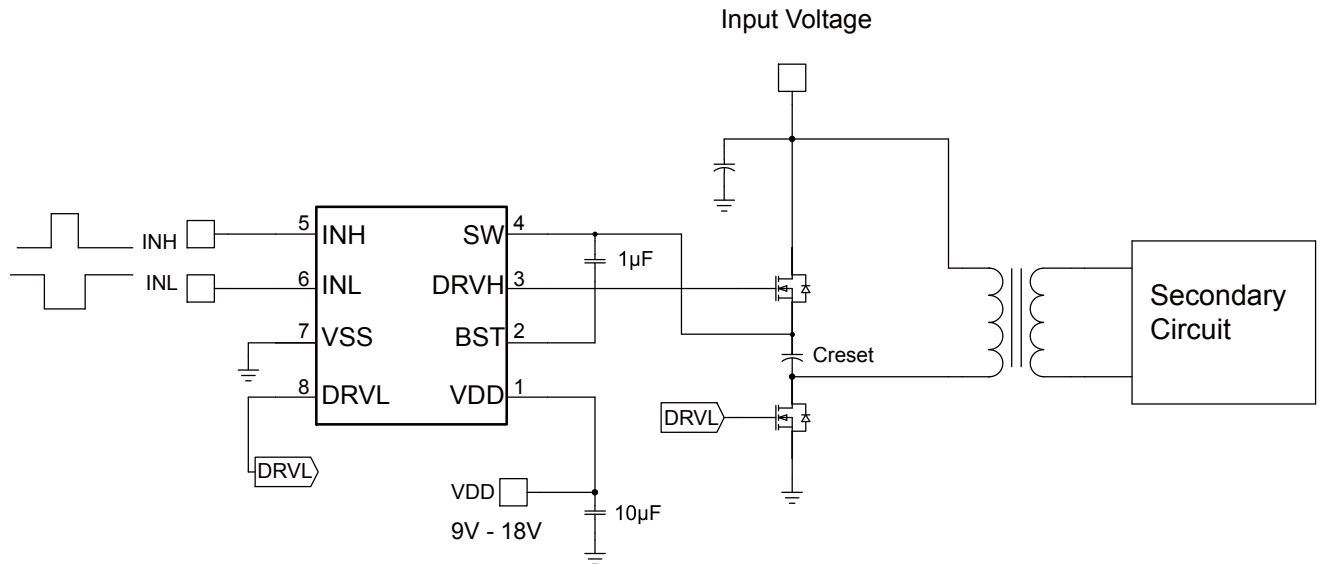 Input Voltage
INH
5
INH
SW
4
1µF
INL
6
INL
DRVH
3
Secondary
Circuit
7
VSS
BST
2
Creset
8
DRVL
VDD
1
DRVL
DRVL
VDD
10µF
9V - 18V